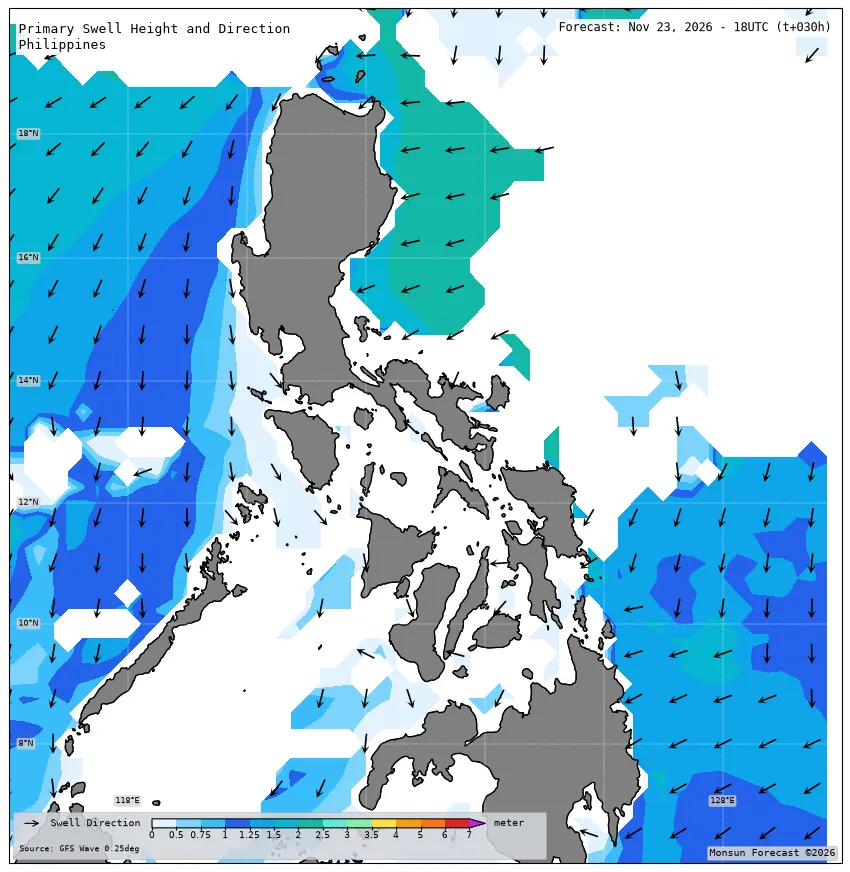 Primary Swell Height and Direction
Philippines
Forecast: Nov 23, 2026 - 18UTC (t+030h)
18°N
16°N
14°N
12°N
10°N
8°N
118°E
128°E
Swell Direction
0 0.5 0.75 1 1.25 1.5 2 2.5 3 3.5 4 5 6 7
meter
Source: GFS Wave 0.25deg
Monsun Forecast ©2026